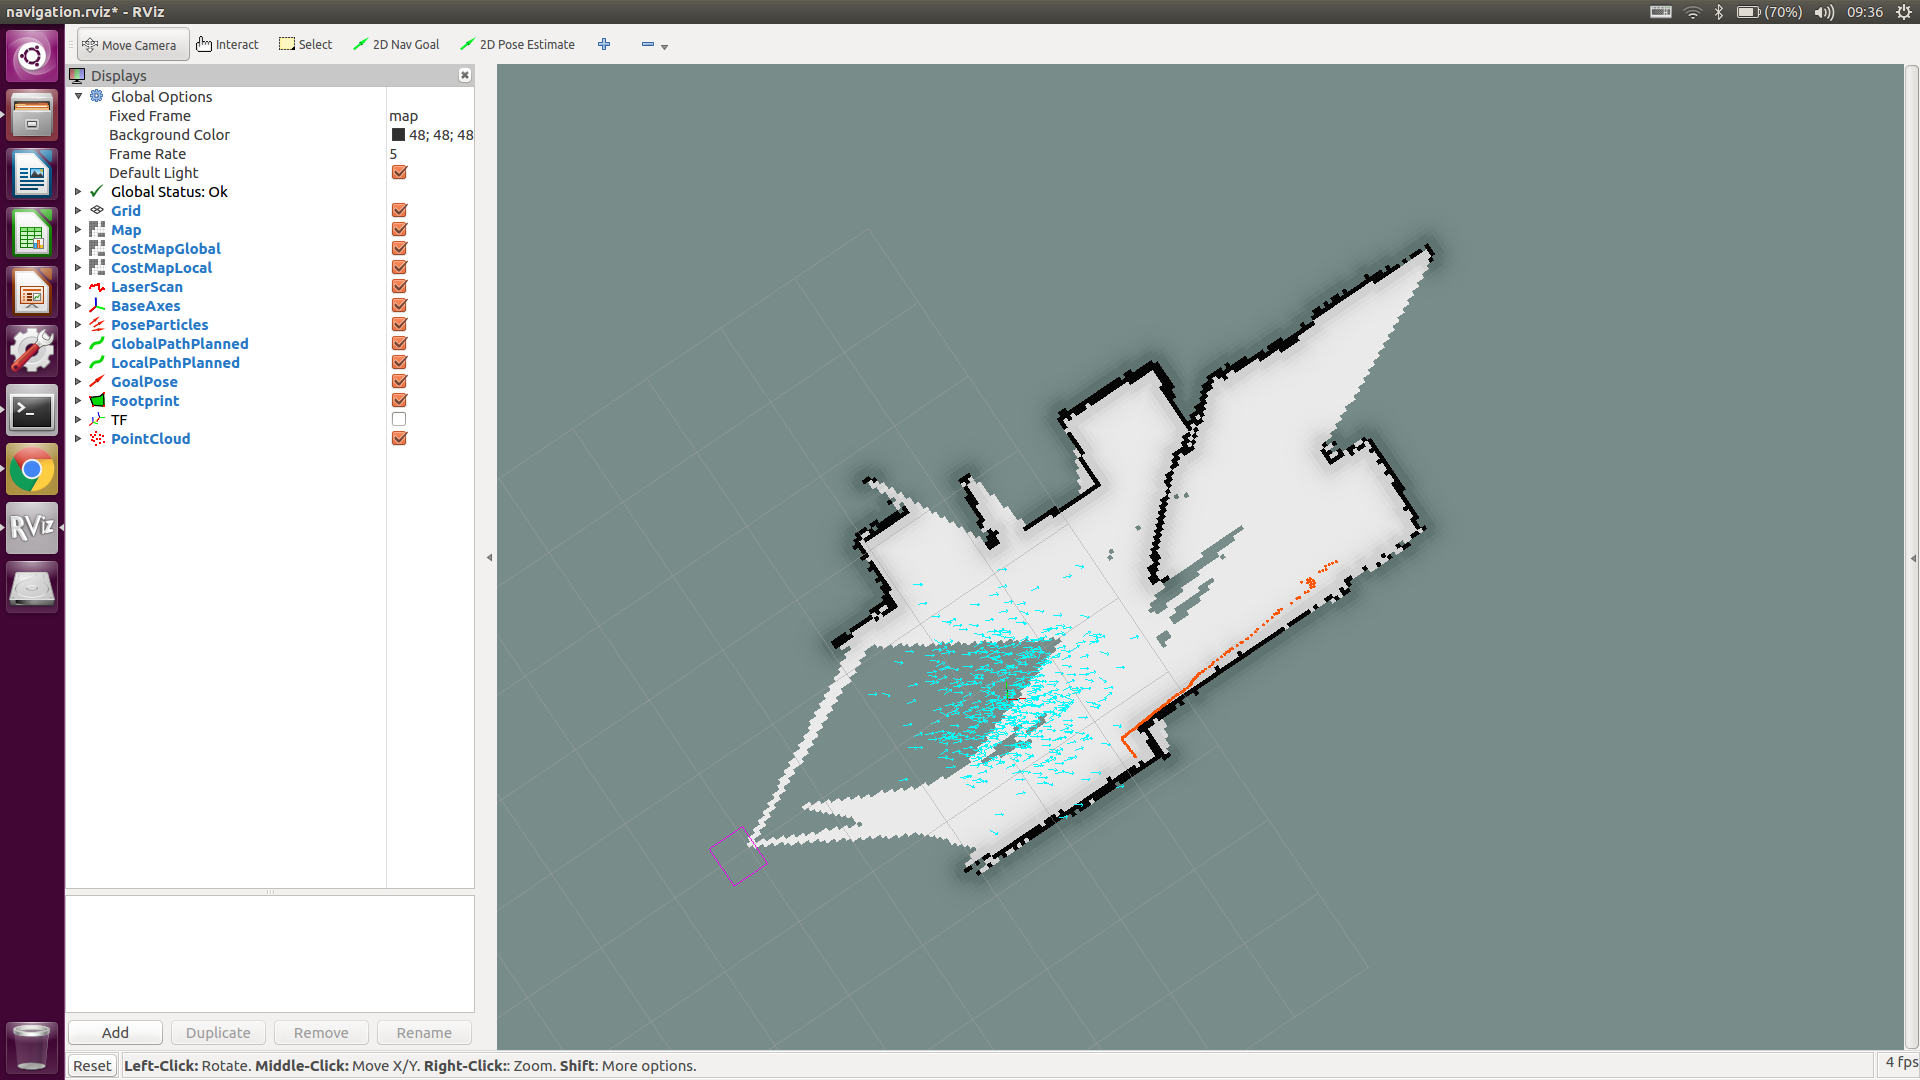 navigation.rviz* - RViz
(70%) 09:36
Move Camera Interact Select 2D Nav Goal 2D Pose Estimate
Displays
Global Options
Fixed Frame map
Background Color 48; 48; 48
Frame Rate 5
Default Light
Global Status: Ok
Grid
Map
CostMapGlobal
CostMapLocal
LaserScan
BaseAxes
PoseParticles
GlobalPathPlanned
LocalPathPlanned
GoalPose
Footprint
TF
PointCloud
RViz
Add Duplicate Remove Rename
Reset Left-Click: Rotate. Middle-Click: Move X/Y. Right-Click:: Zoom. Shift: More options. 4 fps